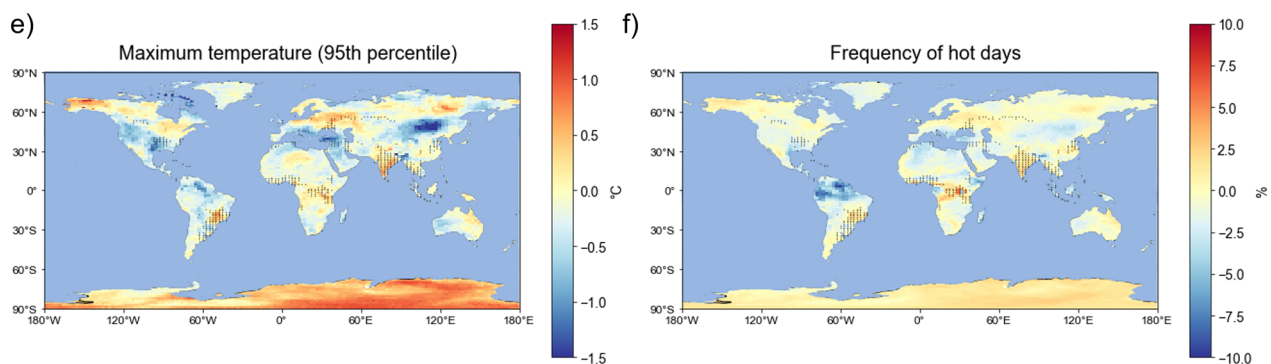 e)
Maximum temperature (95th percentile)
90°N
60°N
30°N
0°
30°S
60°S
90°S
180°W
120°W
60°W
0°
60°E
120°E
180°E
1.5
1.0
0.5
0.0
−0.5
−1.0
−1.5
°C
f)
Frequency of hot days
90°N
60°N
30°N
0°
30°S
60°S
90°S
180°W
120°W
60°W
0°
60°E
120°E
180°E
10.0
7.5
5.0
2.5
0.0
−2.5
−5.0
−7.5
−10.0
%